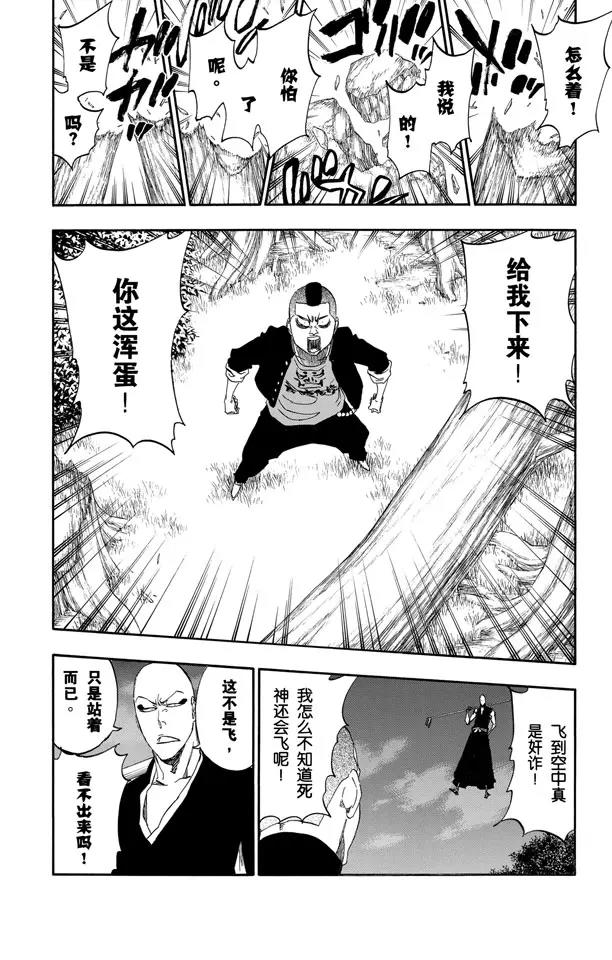 怎么着！
我说
的！
你怕
了
呢。
不是
吗？
给我下来！
你这浑蛋！
飞到空中真
是奸诈！
我怎么不知道死
神还会飞呢！
这不是飞，
只是站着
而已。
看不出来吗！